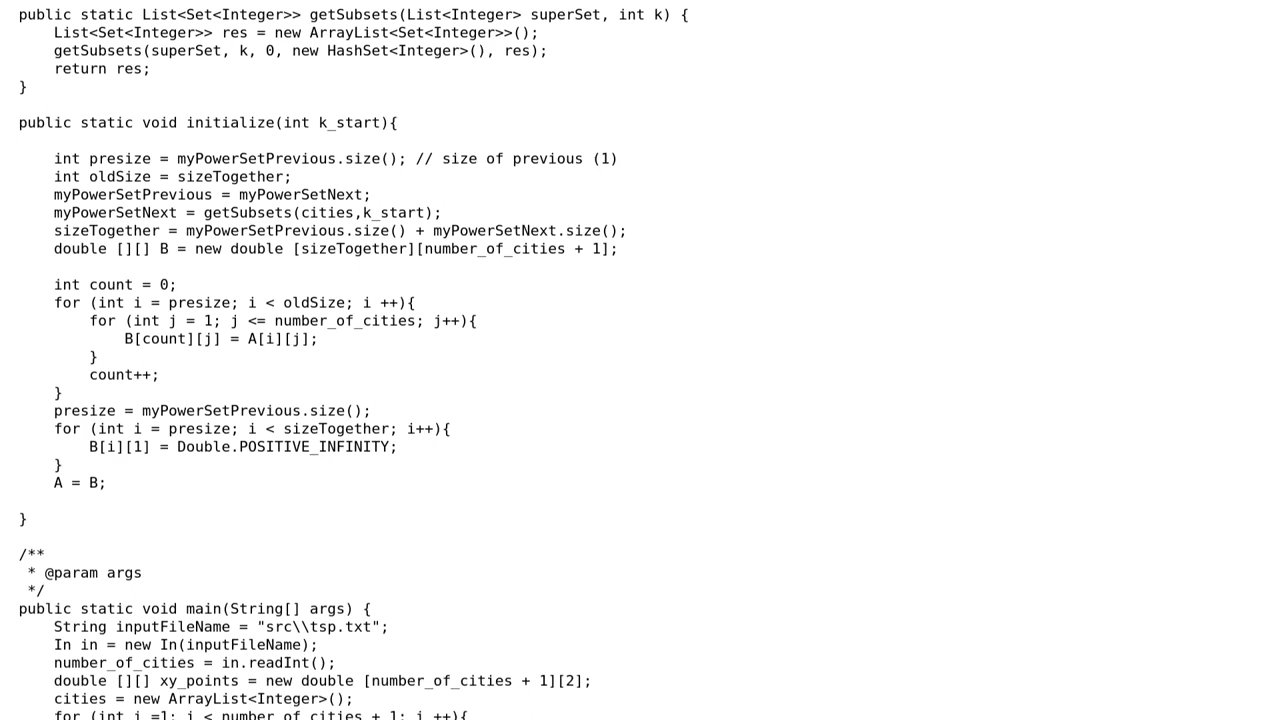 public static List<Set<Integer>> getSubsets(List<Integer> superSet, int k) {
    List<Set<Integer>> res = new ArrayList<Set<Integer>>();
    getSubsets(superSet, k, 0, new HashSet<Integer>(), res);
    return res;
}

public static void initialize(int k_start){

    int presize = myPowerSetPrevious.size(); // size of previous (1)
    int oldSize = sizeTogether;
    myPowerSetPrevious = myPowerSetNext;
    myPowerSetNext = getSubsets(cities,k_start);
    sizeTogether = myPowerSetPrevious.size() + myPowerSetNext.size();
    double [][] B = new double [sizeTogether][number_of_cities + 1];

    int count = 0;
    for (int i = presize; i < oldSize; i ++){
        for (int j = 1; j <= number_of_cities; j++){
            B[count][j] = A[i][j];
        }
        count++;
    }
    presize = myPowerSetPrevious.size();
    for (int i = presize; i < sizeTogether; i++){
        B[i][1] = Double.POSITIVE_INFINITY;
    }
    A = B;

}

/**
 * @param args
 */
public static void main(String[] args) {
    String inputFileName = "src\\tsp.txt";
    In in = new In(inputFileName);
    number_of_cities = in.readInt();
    double [][] xy_points = new double [number_of_cities + 1][2];
    cities = new ArrayList<Integer>();
    for (int i =1; i < number_of_cities + 1; i ++){